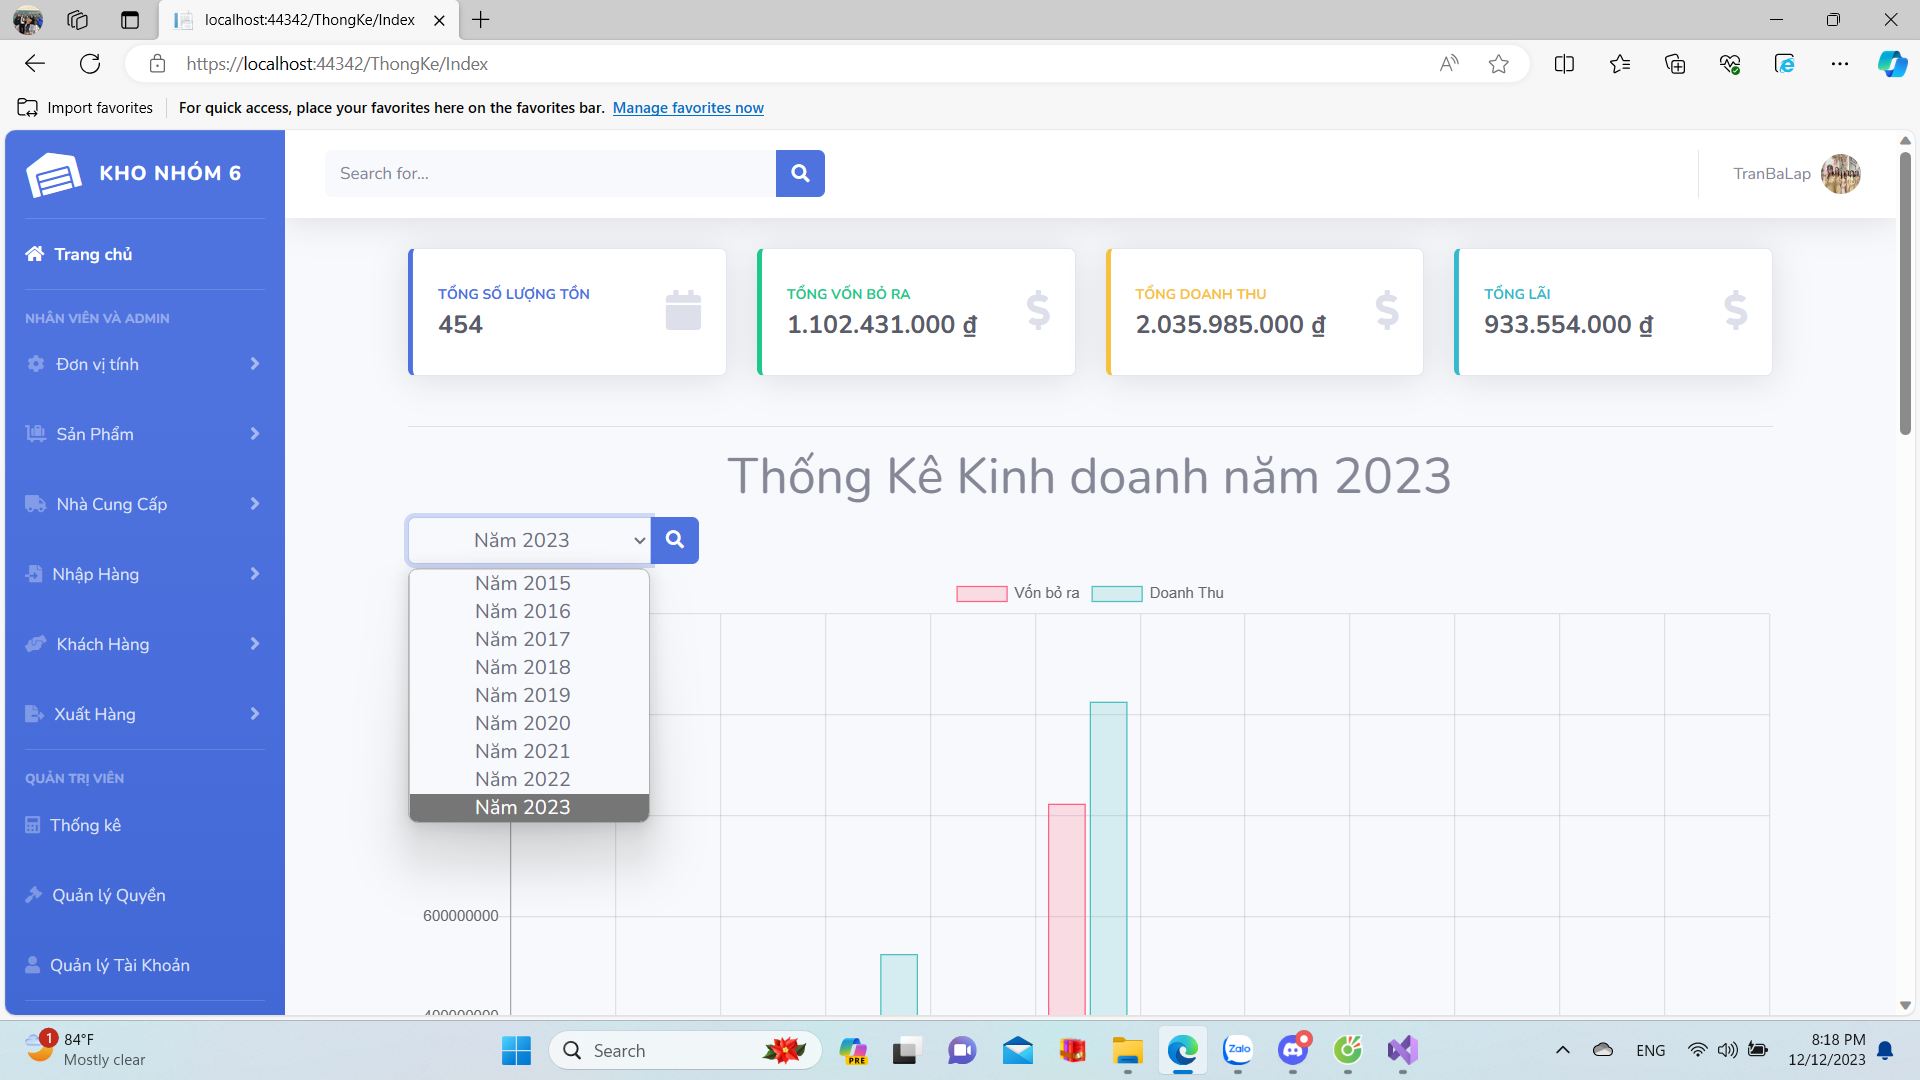 localhost:44342/ThongKe/Index
https://localhost:44342/ThongKe/Index
Import favorites
For quick access, place your favorites here on the favorites bar. Manage favorites now
KHO NHÓM 6
Search for...
TranBaLap
Trang chủ
NHÂN VIÊN VÀ ADMIN
Đơn vị tính
Sản Phẩm
Nhà Cung Cấp
Nhập Hàng
Khách Hàng
Xuất Hàng
QUẢN TRỊ VIÊN
Thống kê
Quản lý Quyền
Quản lý Tài Khoản
TỔNG SỐ LƯỢNG TỒN
454
TỔNG VỐN BỎ RA
1.102.431.000 ₫
TỔNG DOANH THU
2.035.985.000 ₫
TỔNG LÃI
933.554.000 ₫
Thống Kê Kinh doanh năm 2023
Năm 2023
Năm 2015
Năm 2016
Năm 2017
Năm 2018
Năm 2019
Năm 2020
Năm 2021
Năm 2022
Năm 2023
Vốn bỏ ra
Doanh Thu
600000000
400000000
1
84°F
Mostly clear
Search
PRE
Zalo
ENG
8:18 PM
12/12/2023